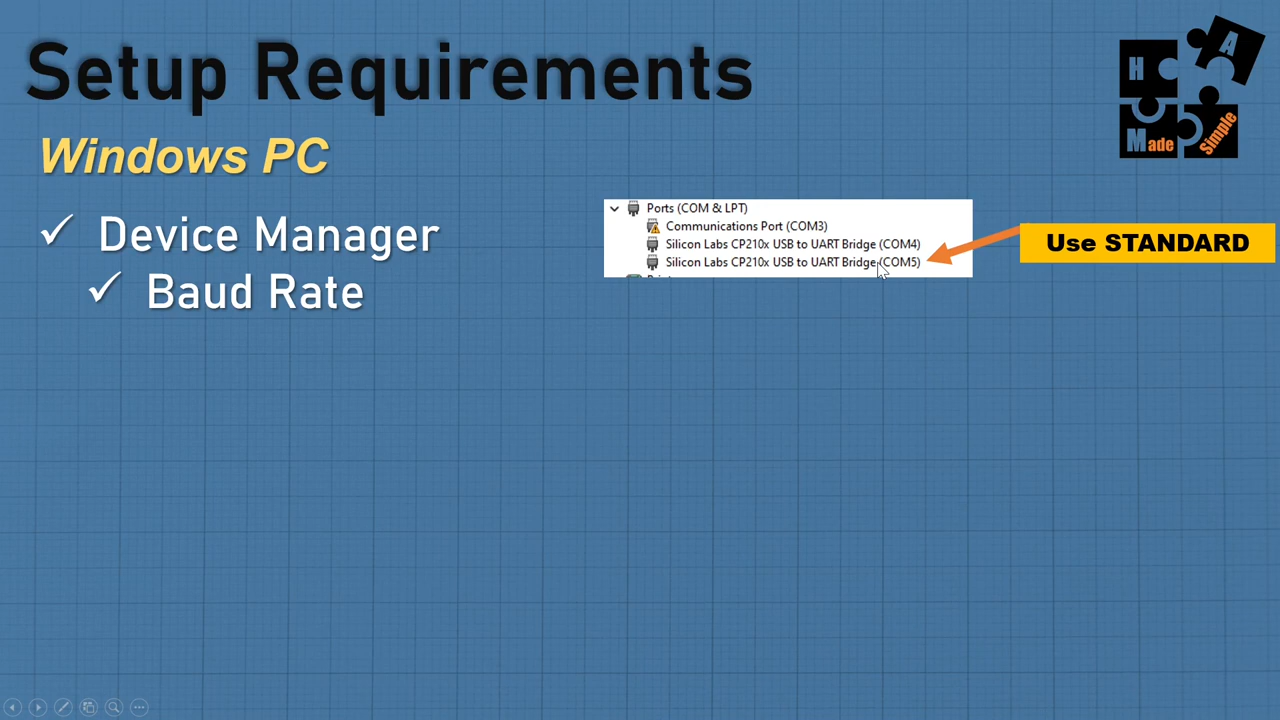 Setup Requirements
H A
Made Simple
Windows PC
Device Manager
Baud Rate
Ports (COM & LPT)
Communications Port (COM3)
Silicon Labs CP210x USB to UART Bridge (COM4)
Silicon Labs CP210x USB to UART Bridge (COM5)
Use STANDARD